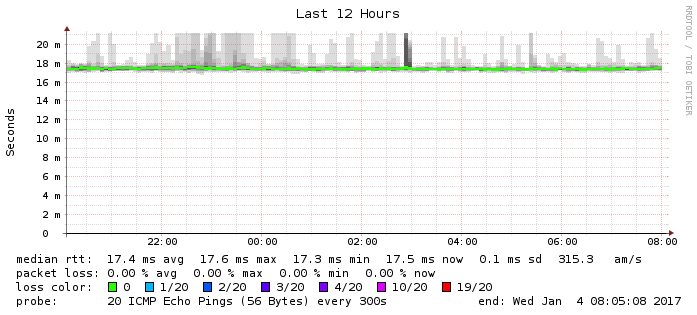 Last 12 Hours
RRDTOOL / TOBI OETIKER
Seconds
20 m
18 m
16 m
14 m
12 m
10 m
8 m
6 m
4 m
2 m
0
22:00 00:00 02:00 04:00 06:00 08:00
median rtt: 17.4 ms avg 17.6 ms max 17.3 ms min 17.5 ms now 0.1 ms sd 315.3 am/s
packet loss: 0.00 % avg 0.00 % max 0.00 % min 0.00 % now
loss color: 0 1/20 2/20 3/20 4/20 10/20 19/20
probe: 20 ICMP Echo Pings (56 Bytes) every 300s end: Wed Jan 4 08:05:08 2017